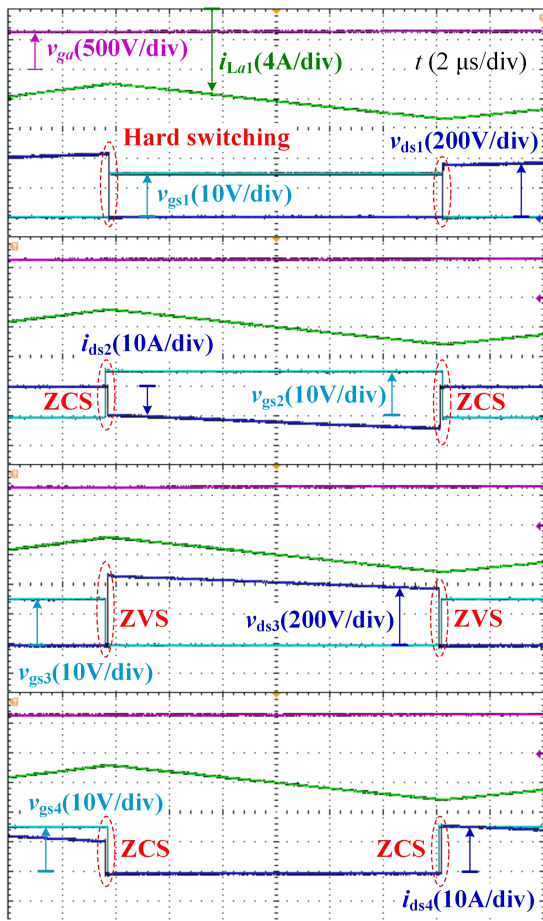 v_ga(500V/div)
i_La1(4A/div)
t (2 μs/div)
Hard switching
v_ds1(200V/div)
v_gs1(10V/div)
i_ds2(10A/div)
ZCS
v_gs2(10V/div)
ZCS
ZVS
v_ds3(200V/div)
ZVS
v_gs3(10V/div)
v_gs4(10V/div)
ZCS
ZCS
i_ds4(10A/div)